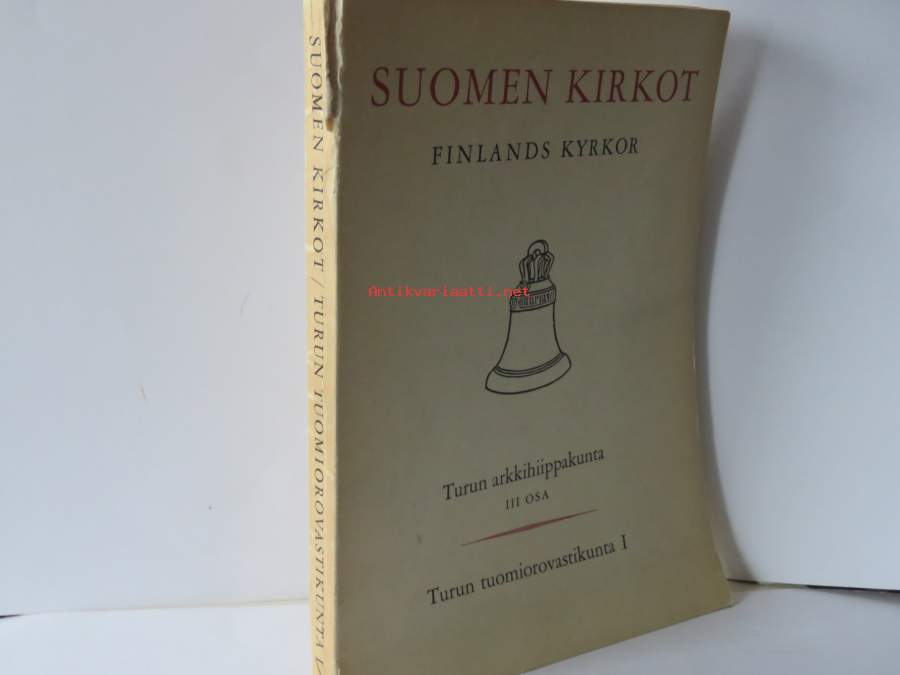 SUOMEN KIRKOT / TURUN TUOMIOROVASTIKUNTA I
SUOMEN KIRKOT
FINLANDS KYRKOR
Antikvariaatti.net
Turun arkkihiippakunta
III OSA
Turun tuomiorovastikunta I